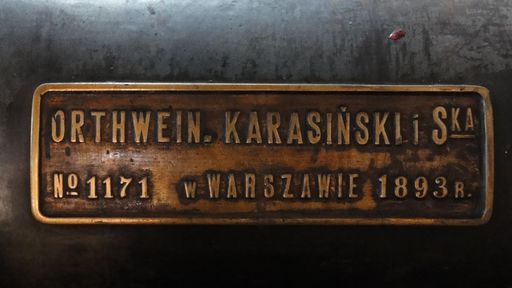 ORTHWEIN. KARASIŃSKI i SKA
No 1171 w WARSZAWIE 1893 R.